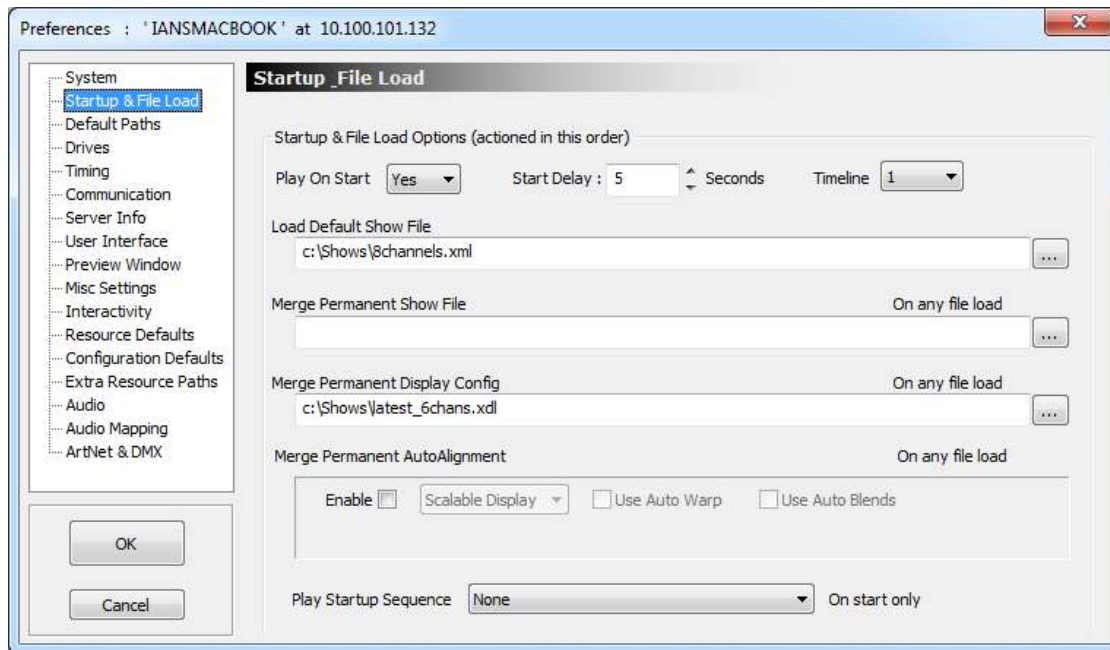 Preferences : 'IANSMACBOOK' at 10.100.101.132
System
Startup & File Load
Default Paths
Drives
Timing
Communication
Server Info
User Interface
Preview Window
Misc Settings
Interactivity
Resource Defaults
Configuration Defaults
Extra Resource Paths
Audio
Audio Mapping
ArtNet & DMX
OK
Cancel
Startup _File Load
Startup & File Load Options (actioned in this order)
Play On Start Yes Start Delay : 5 Seconds Timeline 1
Load Default Show File
c:\Shows\8channels.xml
...
Merge Permanent Show File On any file load
...
Merge Permanent Display Config On any file load
c:\Shows\latest_6chans.xdl
...
Merge Permanent AutoAlignment On any file load
Enable Scalable Display Use Auto Warp Use Auto Blends
Play Startup Sequence None On start only